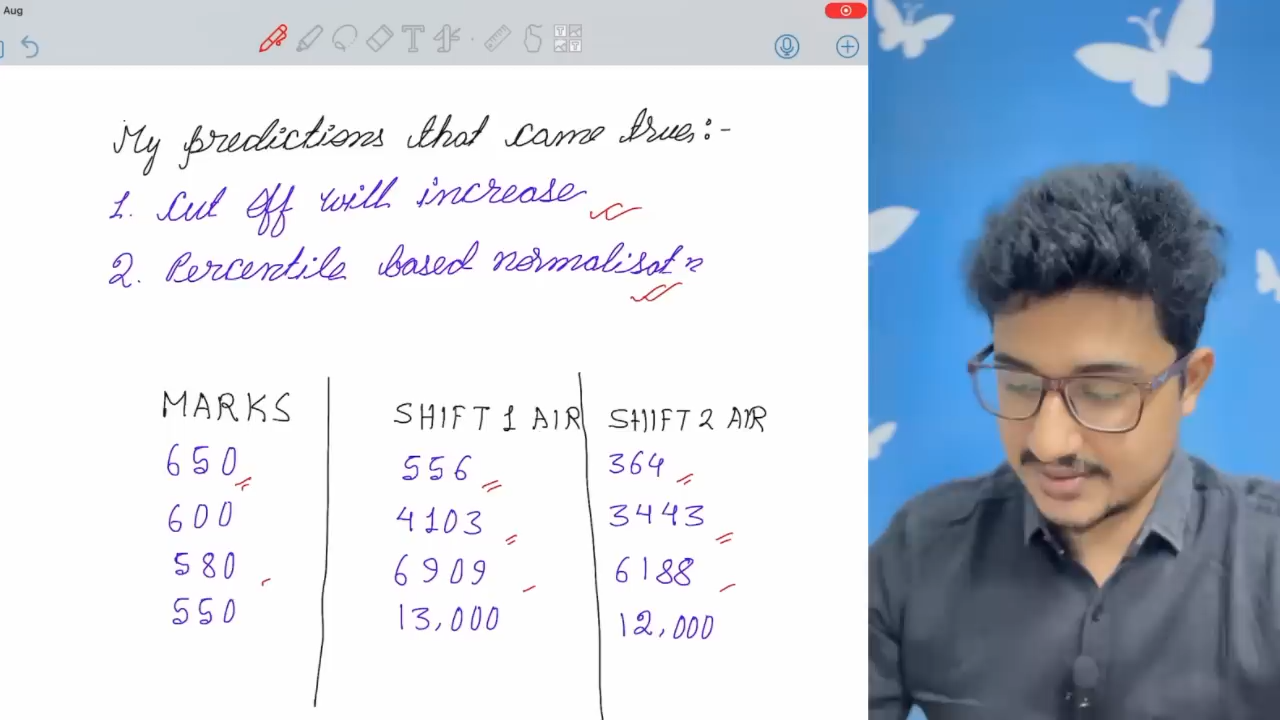 Aug
My predictions that came true:-
1. Cut off will increase
2. Percentile based normalisatn
MARKS SHIFT 1 AIR SHIFT 2 AIR
650 556 364
600 4103 3443
580 6909 6188
550 13,000 12,000